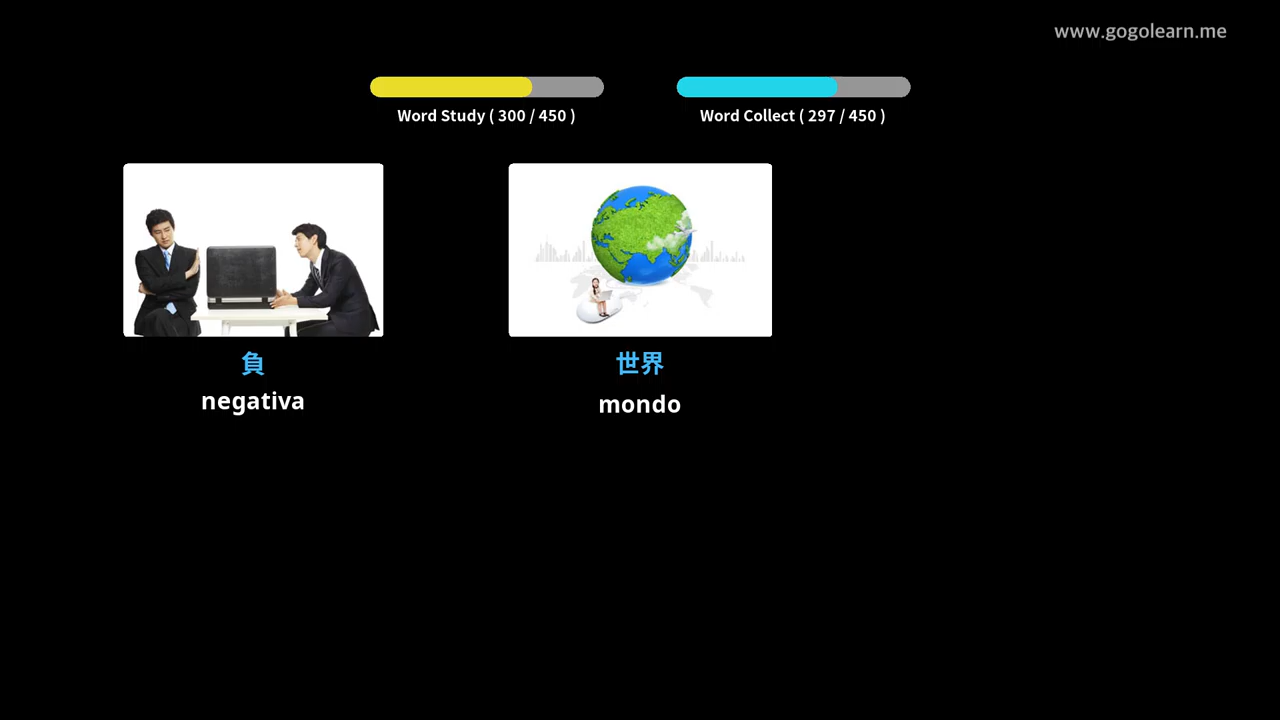 www.gogolearn.me
Word Study ( 300 / 450 )
Word Collect ( 297 / 450 )
負
negativa
世界
mondo